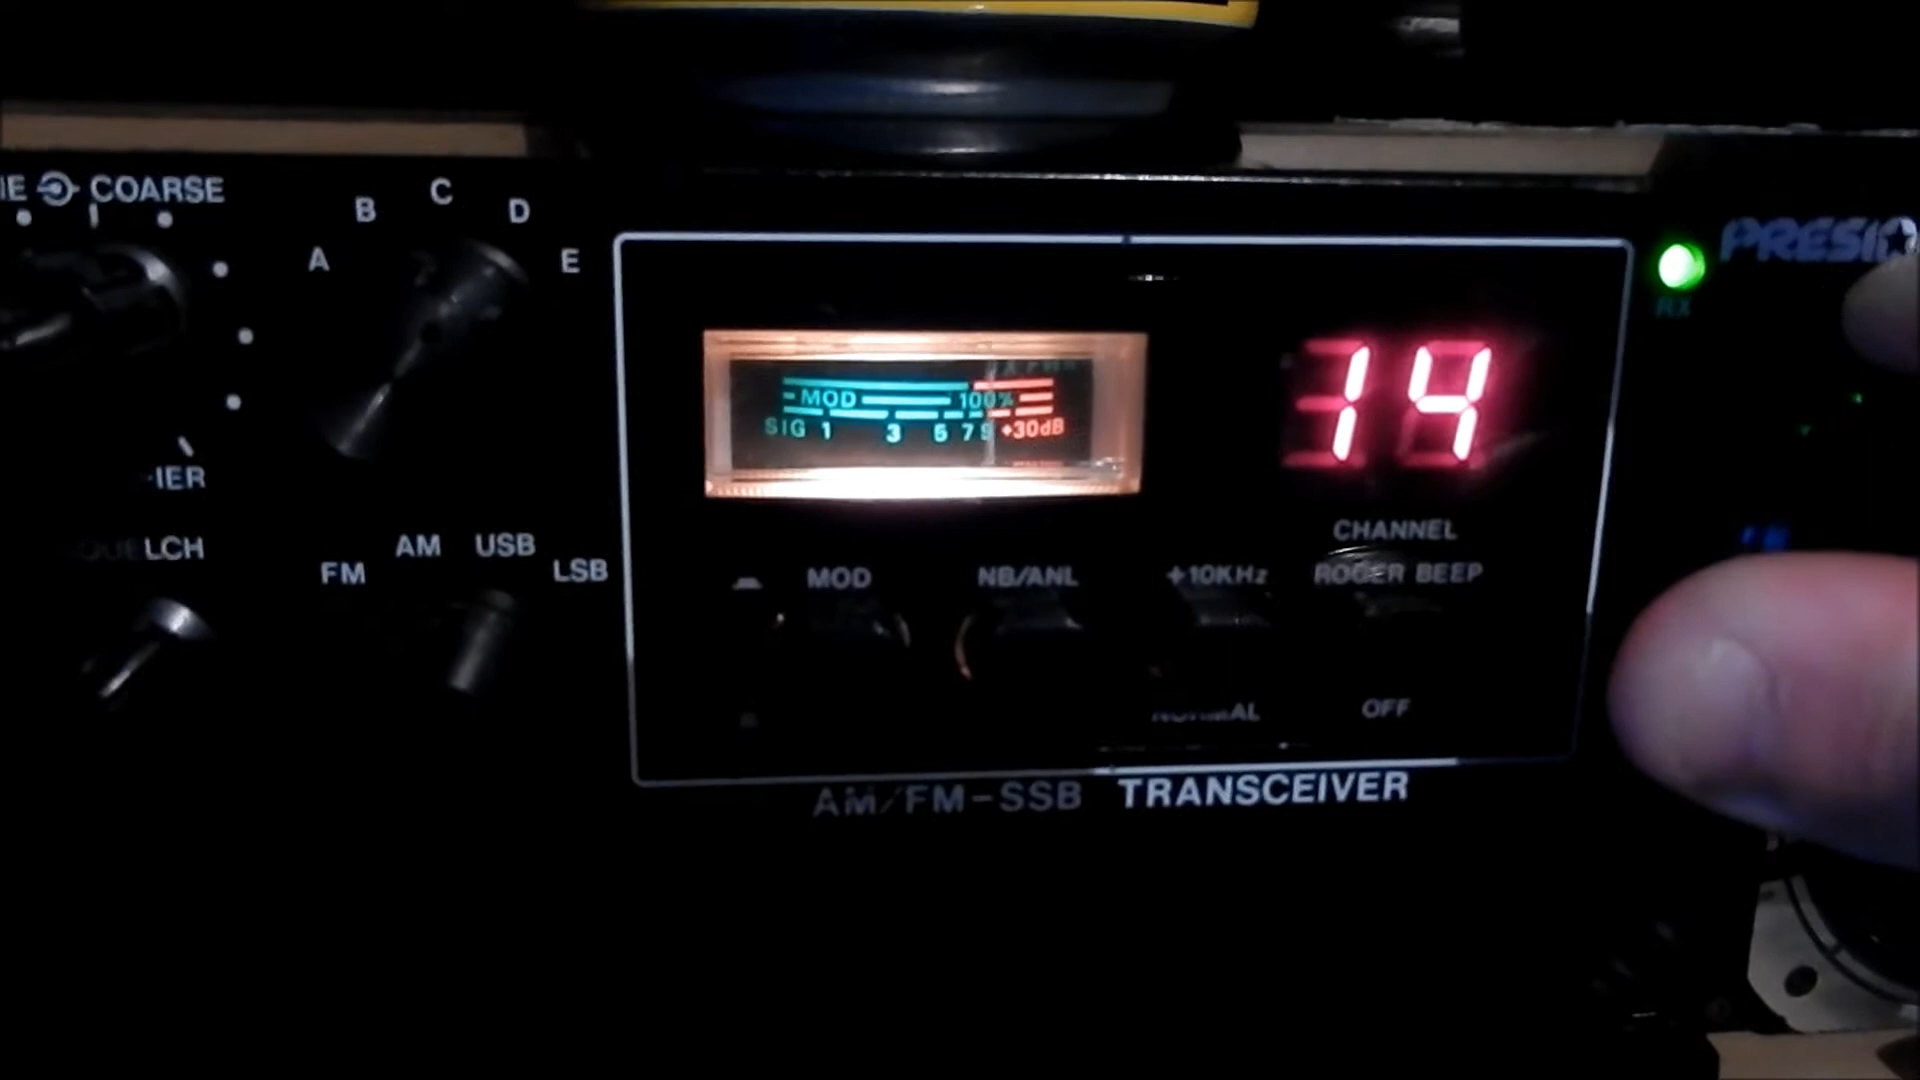 COARSE
A B C D E
PRESI
RX
MOD 100%
SIG 1 3 5 7 9 +30dB
14
CHANNEL
LCH
FM AM USB LSB
MOD NB/ANL +10KHz ROGER BEEP
NORMAL OFF
AM/FM-SSB TRANSCEIVER